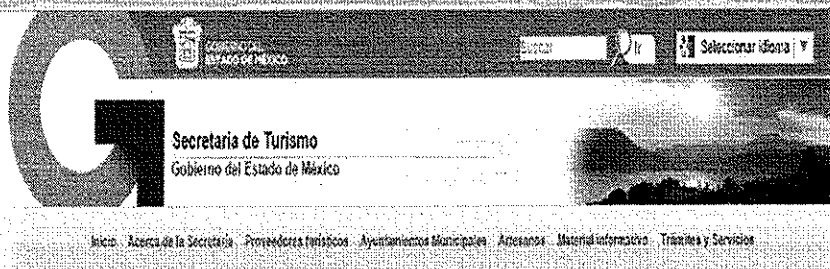 GOBIERNO DEL
ESTADO DE MÉXICO
Buscar
Ir
Seleccionar idioma
Secretaría de Turismo
Gobierno del Estado de México
Inicio Acerca de la Secretaría Proveedores turísticos Ayuntamientos Municipales Artesanos Material informativo Trámites y Servicios